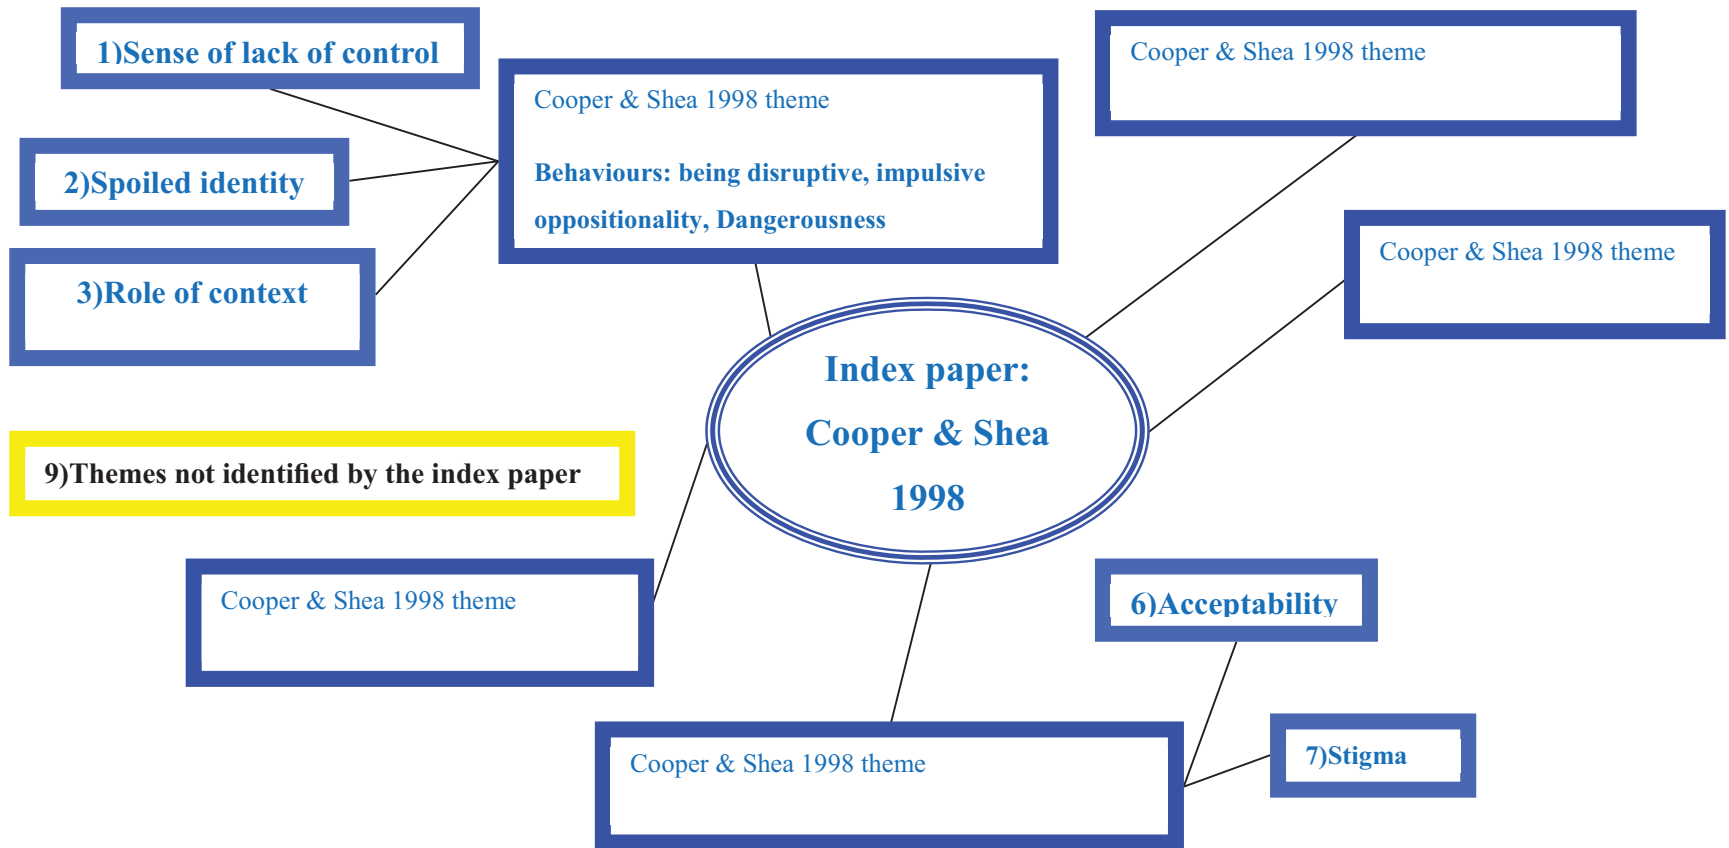 1)Sense of lack of control
2)Spoiled identity
3)Role of context
Cooper & Shea 1998 theme
Behaviours: being disruptive, impulsive
oppositionality, Dangerousness
Cooper & Shea 1998 theme
Cooper & Shea 1998 theme
Index paper:
Cooper & Shea
1998
9)Themes not identified by the index paper
Cooper & Shea 1998 theme
6)Acceptability
Cooper & Shea 1998 theme
7)Stigma